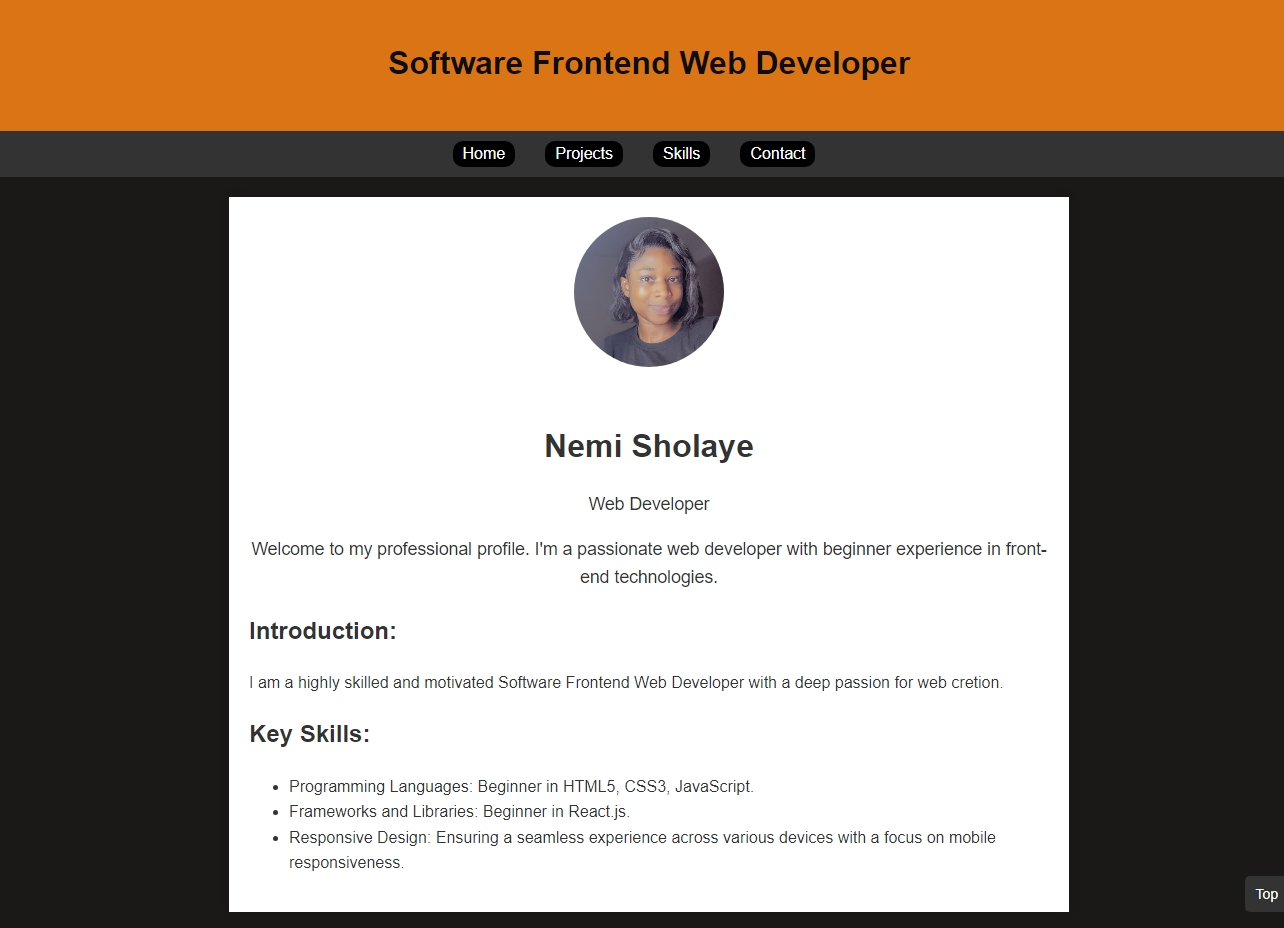 Software Frontend Web Developer
Home Projects Skills Contact
Nemi Sholaye
Web Developer
Welcome to my professional profile. I'm a passionate web developer with beginner experience in front-
end technologies.
Introduction:
I am a highly skilled and motivated Software Frontend Web Developer with a deep passion for web cretion.
Key Skills:
• Programming Languages: Beginner in HTML5, CSS3, JavaScript.
• Frameworks and Libraries: Beginner in React.js.
• Responsive Design: Ensuring a seamless experience across various devices with a focus on mobile
responsiveness.
Top